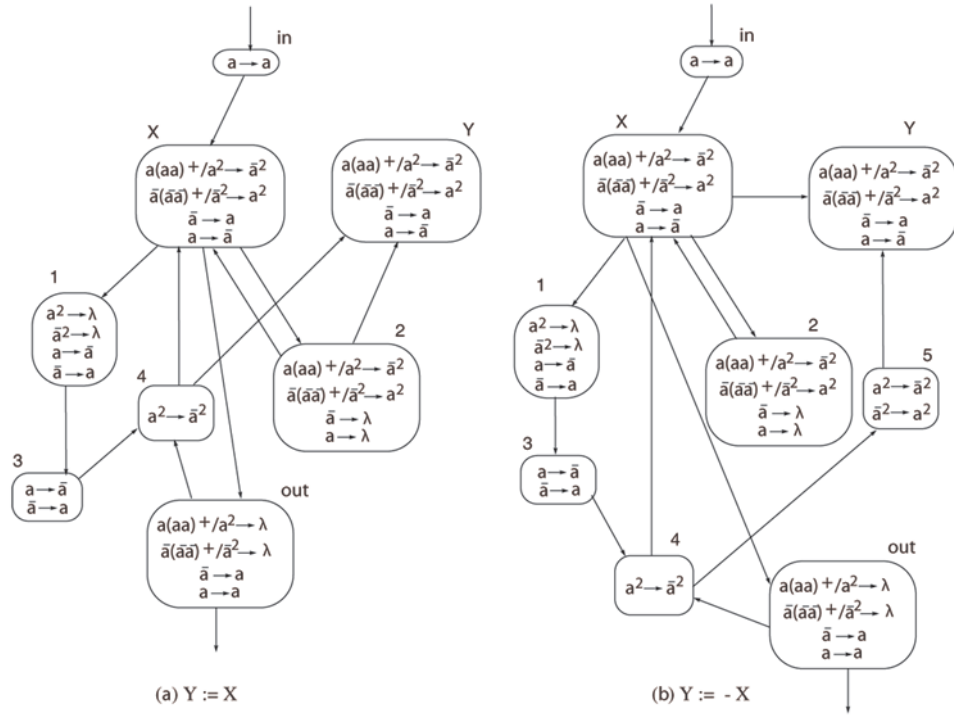 in
a → a
X
a(aa) + /a² → ā²
ā(āā) + /ā² → a²
ā → a
a → ā
Y
a(aa) + /a² → ā²
ā(āā) + /ā² → a²
ā → a
a → ā
1
a² → λ
ā² → λ
a → ā
ā → a
2
a(aa) + /a² → ā²
ā(āā) + /ā² → a²
ā → λ
a → λ
4
a² → ā²
3
a → ā
ā → a
out
a(aa) + /a² → λ
ā(āā) + /ā² → λ
ā → a
a → a
(a) Y := X
in
a → a
X
a(aa) + /a² → ā²
ā(āā) + /ā² → a²
ā → a
a → ā
Y
a(aa) + /a² → ā²
ā(āā) + /ā² → a²
ā → a
a → ā
1
a² → λ
ā² → λ
a → ā
ā → a
2
a(aa) + /a² → ā²
ā(āā) + /ā² → a²
ā → λ
a → λ
5
a² → ā²
ā² → a²
3
a → ā
ā → a
4
a² → ā²
out
a(aa) + /a² → λ
ā(āā) + /ā² → λ
ā → a
a → a
(b) Y := - X